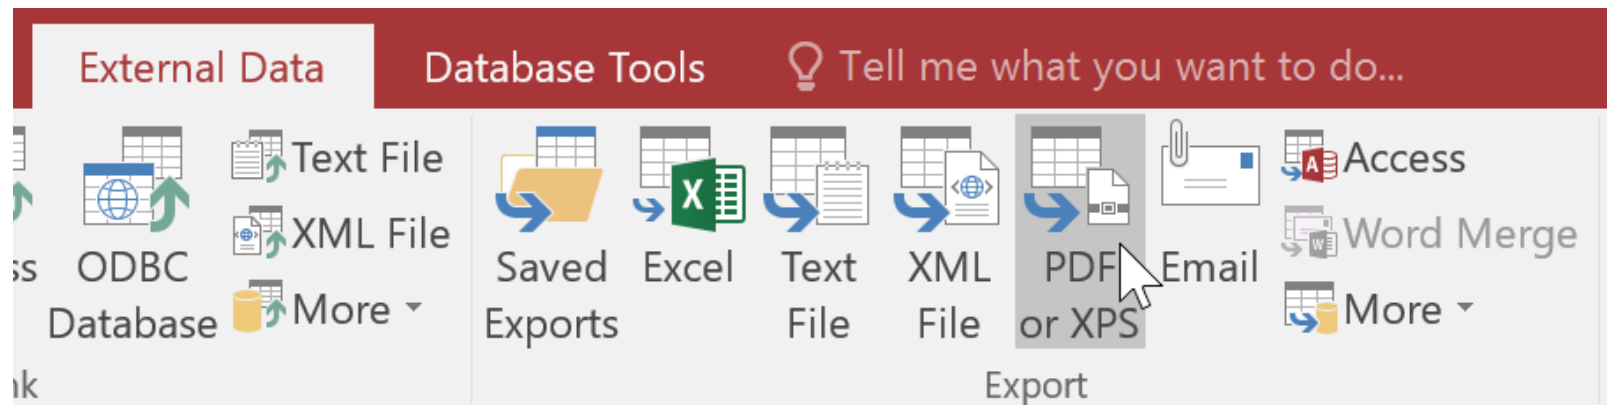 External Data Database Tools Tell me what you want to do...
ODBC
Database
Text File
XML File
More
Saved
Exports
Excel
Text
File
XML
File
PDF
or XPS
Email
Access
Word Merge
More
Export